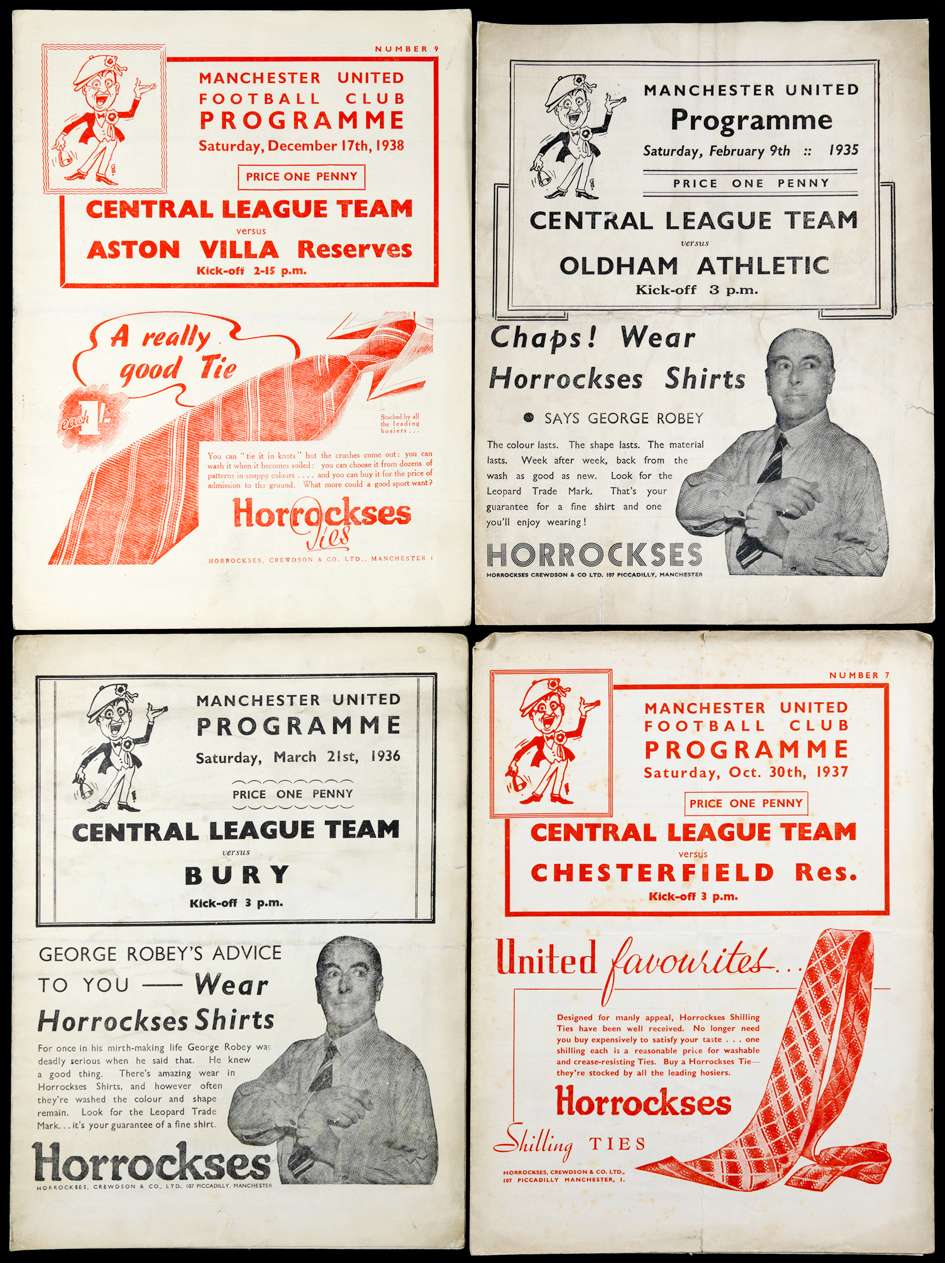 NUMBER 9
MANCHESTER UNITED
FOOTBALL CLUB
PROGRAMME
Saturday, December 17th, 1938
PRICE ONE PENNY
CENTRAL LEAGUE TEAM
versus
ASTON VILLA Reserves
Kick-off 2-15 p.m.
A really
good Tie
each 1/-
Stocked by all
the leading
hosiers...
You can "tie it in knots" but the crushes come out: you can
wash it when it becomes soiled: you can choose it from dozens of
patterns in snappy colours .... and you can buy it for the price of
admission to the ground. What more could a good sport want?
Horrockses
Ties
HORROCKSES, CREWDSON & CO. LTD., MANCHESTER 1
MANCHESTER UNITED
Programme
Saturday, February 9th :: 1935
PRICE ONE PENNY
CENTRAL LEAGUE TEAM
versus
OLDHAM ATHLETIC
Kick-off 3 p.m.
Chaps! Wear
Horrockses Shirts
● SAYS GEORGE ROBEY
The colour lasts. The shape lasts. The material
lasts. Week after week, back from the
wash as good as new. Look for the
Leopard Trade Mark. That's your
guarantee for a fine shirt and one
you'll enjoy wearing!
HORROCKSES
HORROCKSES CREWDSON & CO LTD. 107 PICCADILLY, MANCHESTER
MANCHESTER UNITED
PROGRAMME
Saturday, March 21st, 1936
PRICE ONE PENNY
CENTRAL LEAGUE TEAM
versus
BURY
Kick-off 3 p.m.
GEORGE ROBEY'S ADVICE
TO YOU — Wear
Horrockses Shirts
For once in his mirth-making life George Robey was
deadly serious when he said that. He knew
a good thing. There's amazing wear in
Horrockses Shirts, and however often
they're washed the colour and shape
remain. Look for the Leopard Trade
Mark...it's your guarantee of a fine shirt.
Horrockses
HORROCKSES, CREWDSON & CO., LTD., 107 PICCADILLY, MANCHESTER
NUMBER 7
MANCHESTER UNITED
FOOTBALL CLUB
PROGRAMME
Saturday, Oct. 30th, 1937
PRICE ONE PENNY
CENTRAL LEAGUE TEAM
versus
CHESTERFIELD Res.
Kick-off 3 p.m.
United favourites...
Designed for manly appeal, Horrockses Shilling
Ties have been well received. No longer need
you buy expensively to satisfy your taste . . . one
shilling each is a reasonable price for washable
and crease-resisting Ties. Buy a Horrockses Tie—
they're stocked by all the leading hosiers.
Horrockses
Shilling TIES
HORROCKSES, CREWDSON & CO. LTD.,
107 PICCADILLY MANCHESTER, 1.